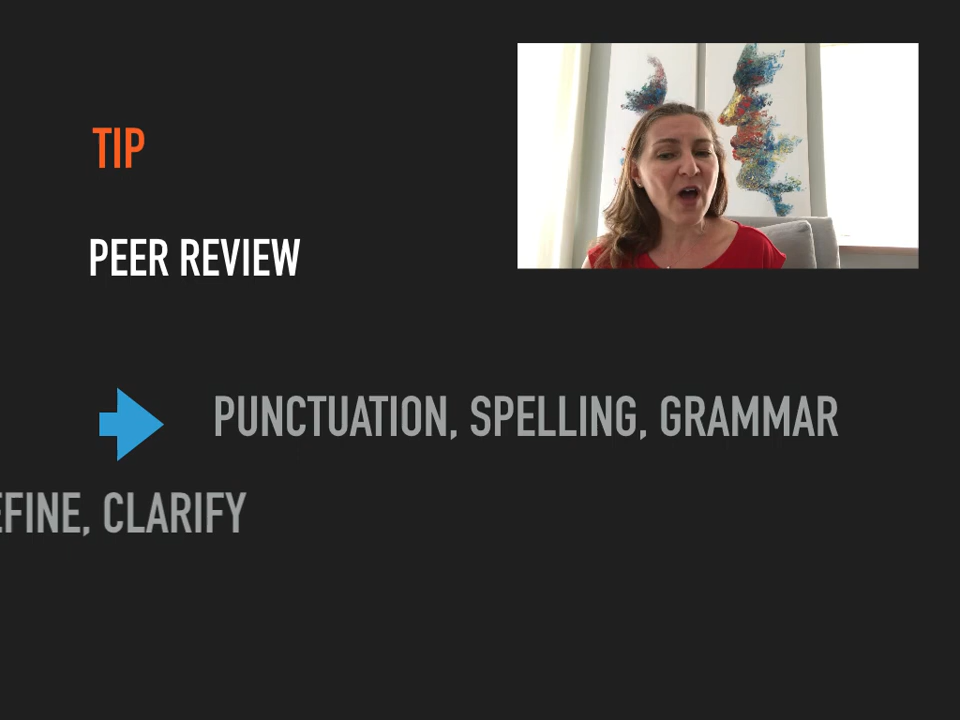 TIP
PEER REVIEW
PUNCTUATION, SPELLING, GRAMMAR
EFINE, CLARIFY